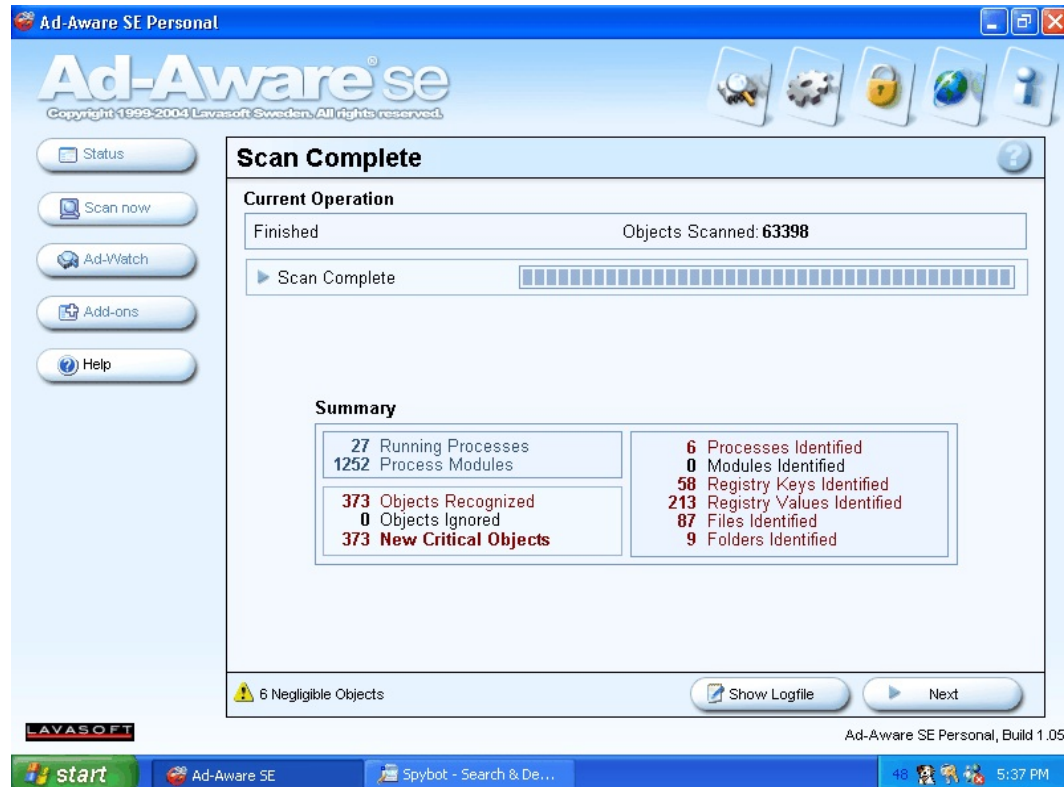 Ad-Aware SE Personal
Ad-Aware® SE
Copyright 1999-2004 Lavasoft Sweden. All rights reserved.
Status
Scan now
Ad-Watch
Add-ons
Help
Scan Complete
Current Operation
Finished
Objects Scanned: 63398
Scan Complete
Summary
27 Running Processes
1252 Process Modules
373 Objects Recognized
0 Objects Ignored
373 New Critical Objects
6 Processes Identified
0 Modules Identified
58 Registry Keys Identified
213 Registry Values Identified
87 Files Identified
9 Folders Identified
6 Negligible Objects
Show Logfile
Next
LAVASOFT
Ad-Aware SE Personal, Build 1.05
start
Ad-Aware SE
Spybot - Search & De...
48
5:37 PM